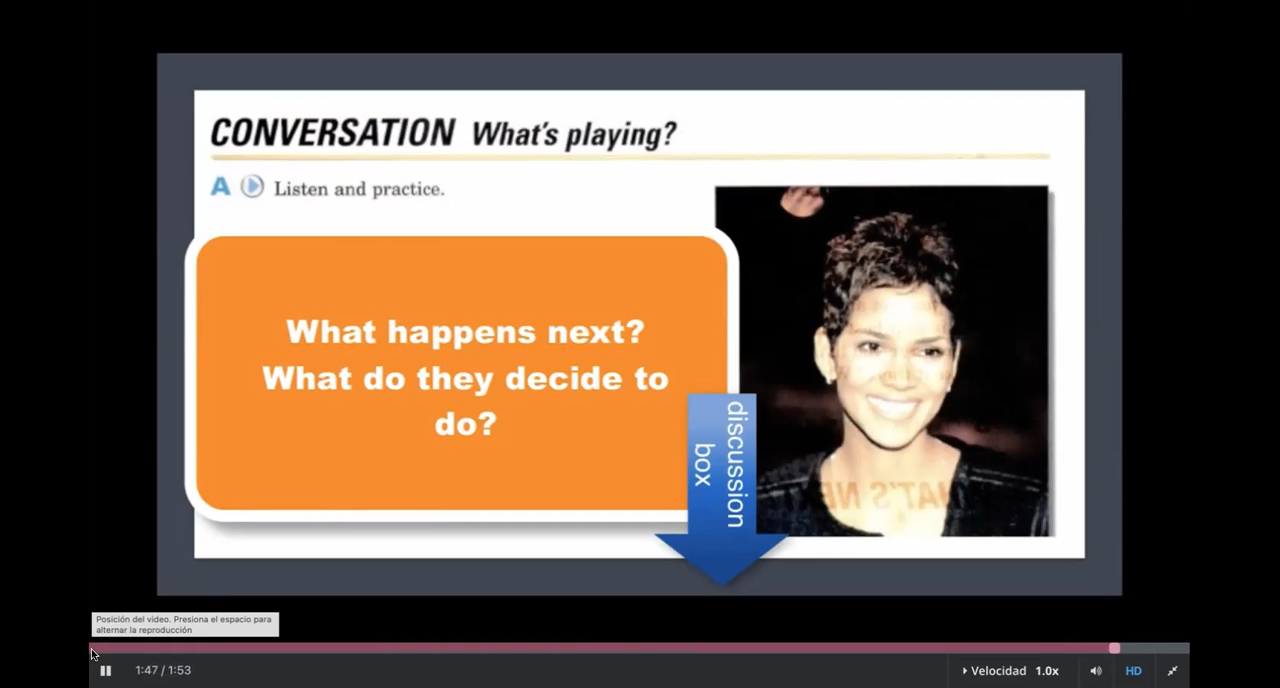 CONVERSATION What's playing?
A Listen and practice.
What happens next?
What do they decide to
do?
discussion
box
Posición del video. Presiona el espacio para
alternar la reproducción
1:47 / 1:53
Velocidad 1.0x
HD